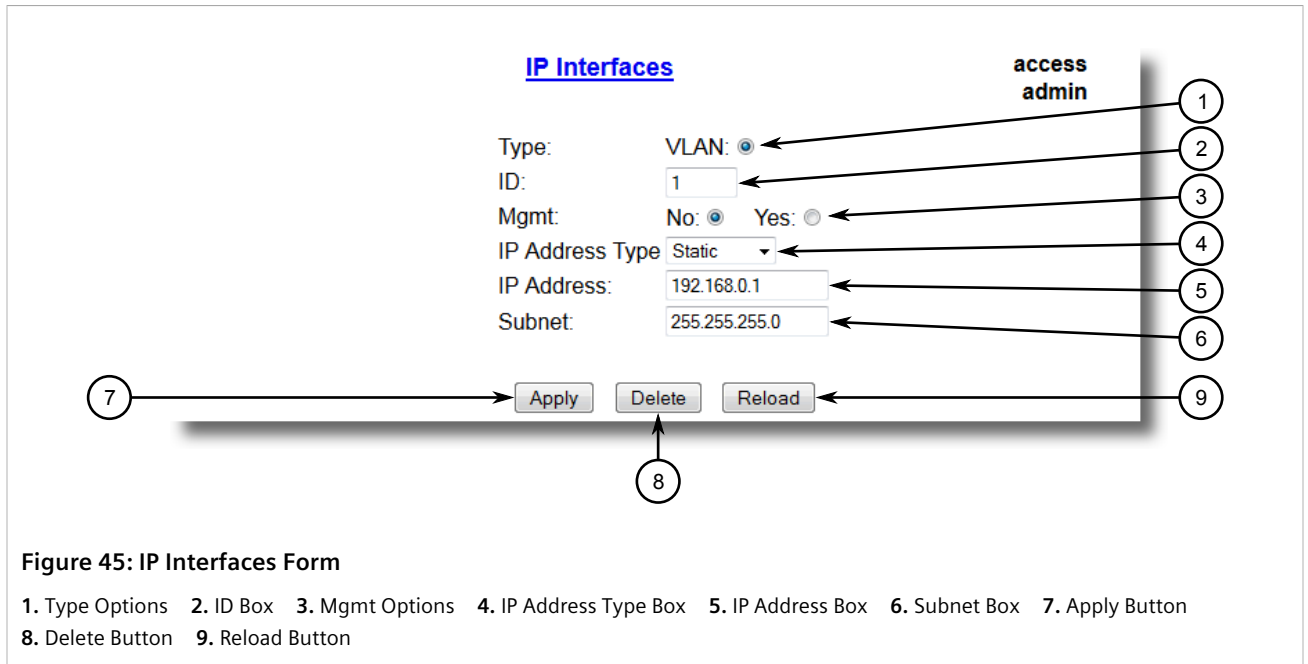 IP Interfaces
access
admin
1
Type: VLAN:
2
ID: 1
3
Mgmt: No: Yes:
4
IP Address Type Static
IP Address: 192.168.0.1
5
Subnet: 255.255.255.0
6
7
Apply Delete Reload
9
8
Figure 45: IP Interfaces Form
1. Type Options 2. ID Box 3. Mgmt Options 4. IP Address Type Box 5. IP Address Box 6. Subnet Box 7. Apply Button
8. Delete Button 9. Reload Button